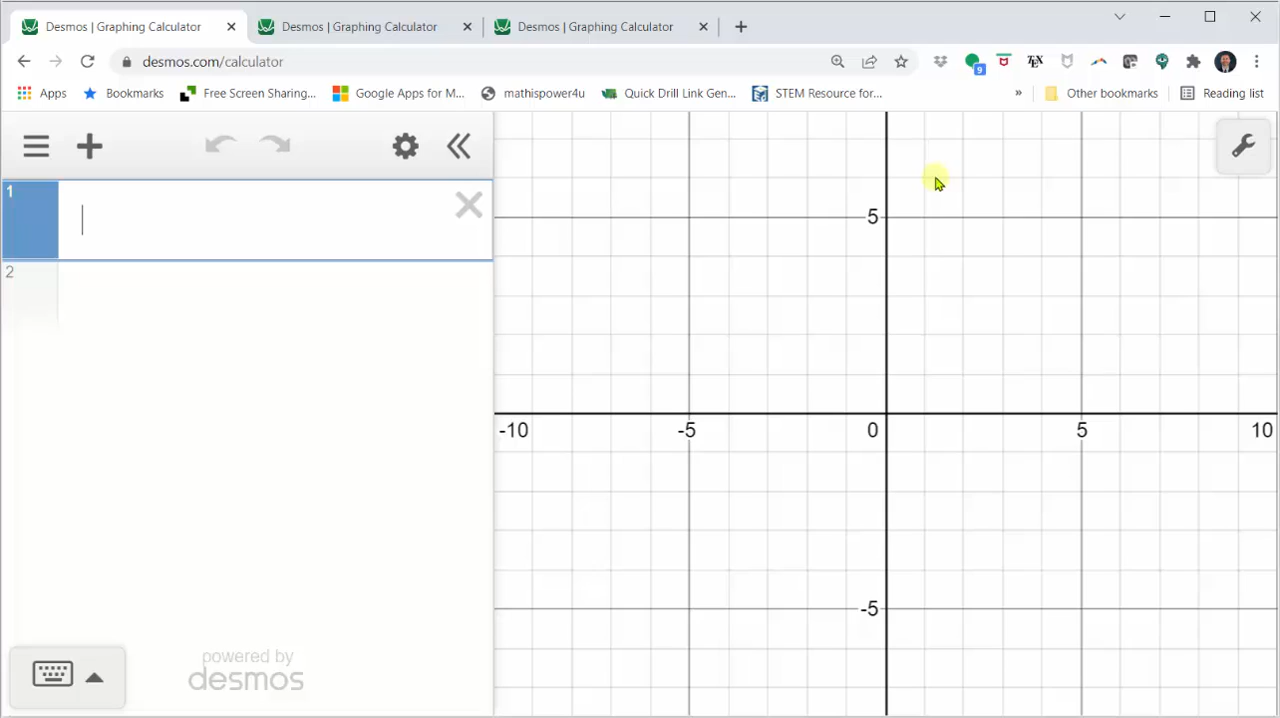 Desmos | Graphing Calculator
Desmos | Graphing Calculator
Desmos | Graphing Calculator
desmos.com/calculator
9
TEX
Apps
Bookmarks
Free Screen Sharing...
Google Apps for M...
mathispower4u
Quick Drill Link Gen...
STEM Resource for...
»
Other bookmarks
Reading list
1
2
5
-10
-5
0
5
10
-5
powered by
desmos